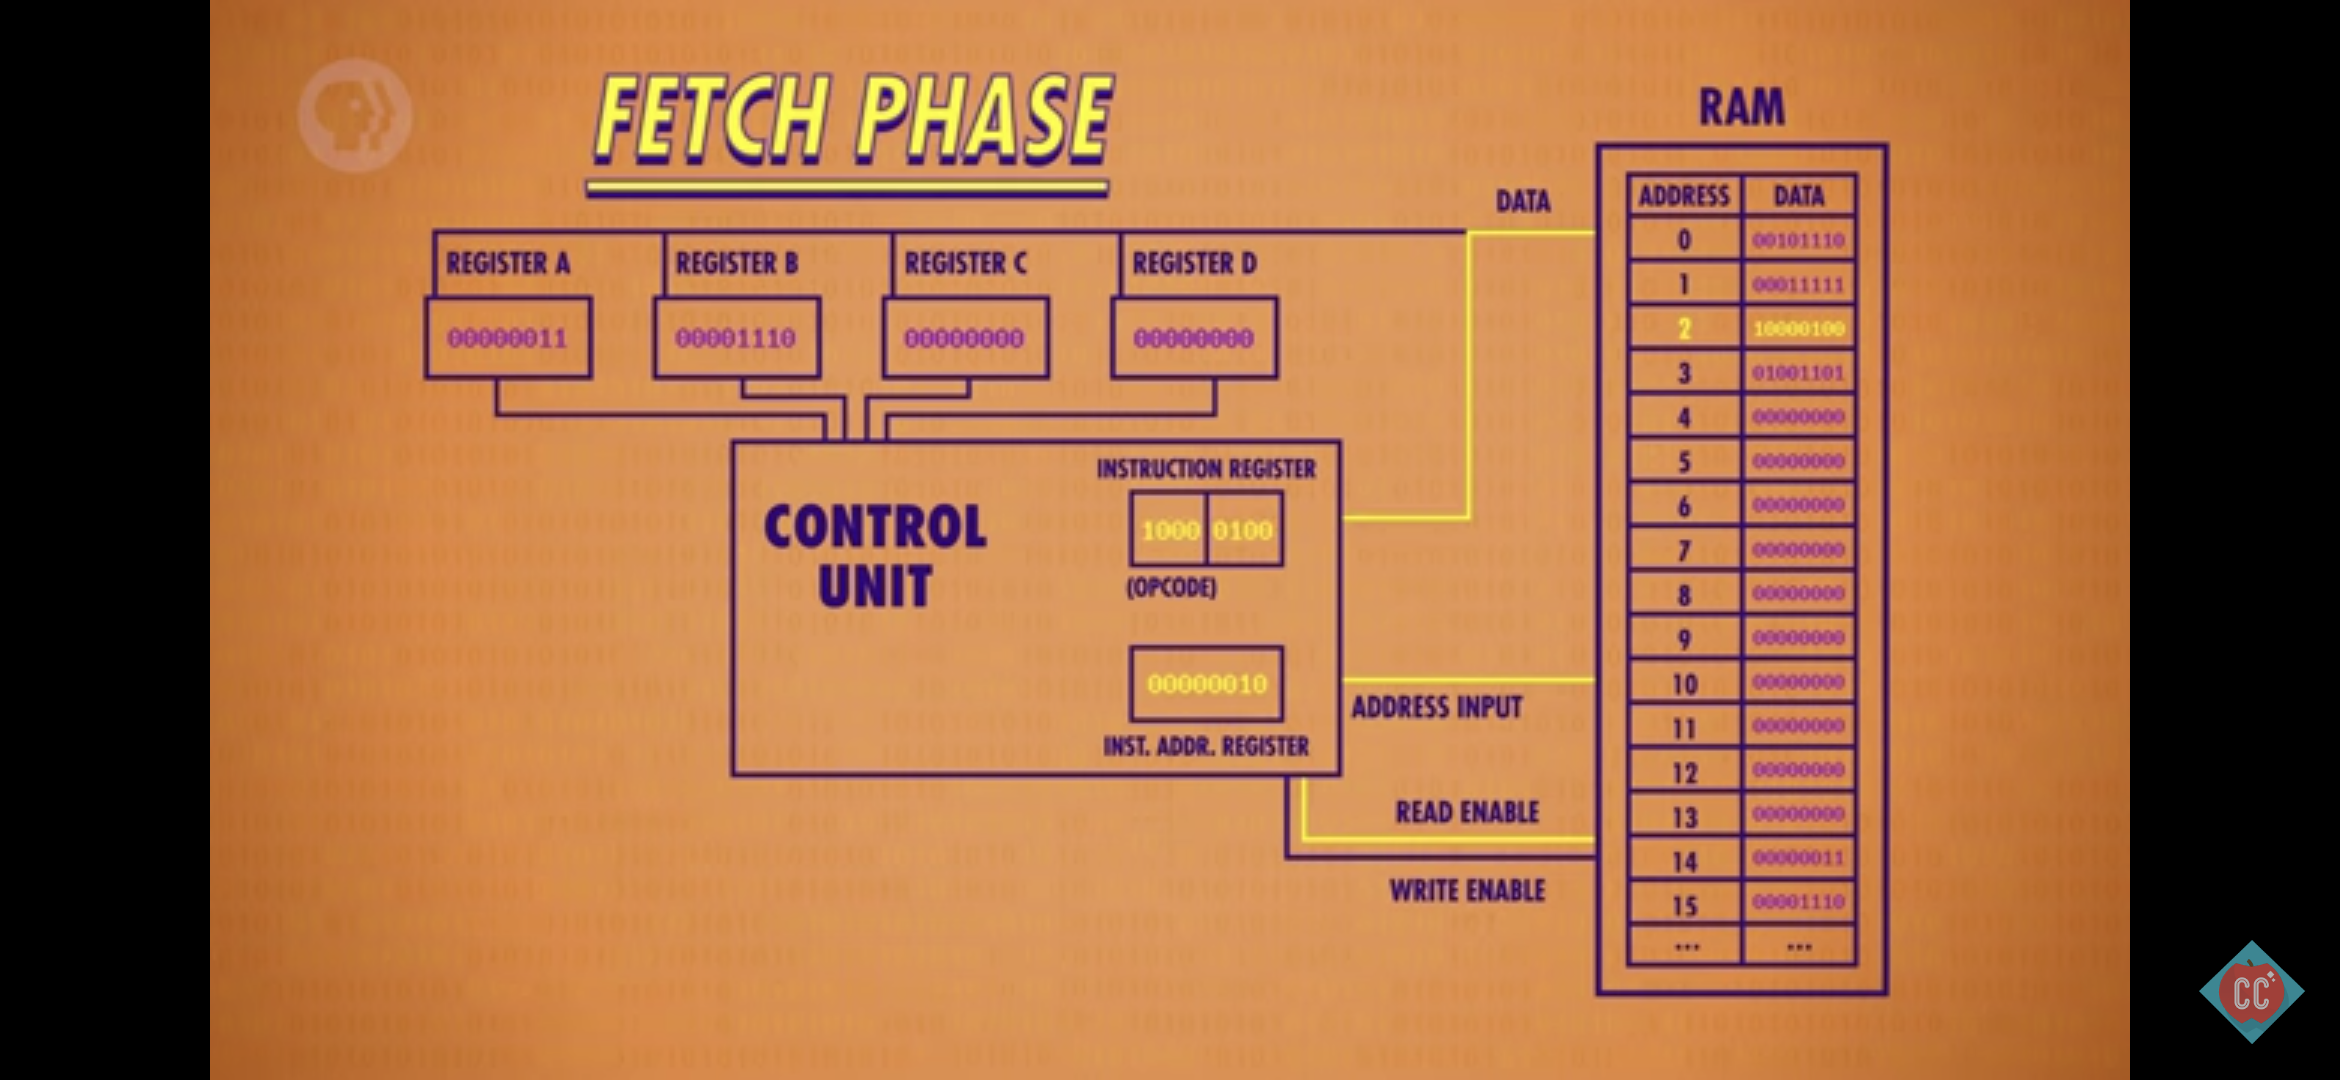 FETCH PHASE
RAM
DATA
ADDRESS DATA
0 00101110
1 00011111
2 10000100
3 01001101
4 00000000
5 00000000
6 00000000
7 00000000
8 00000000
9 00000000
10 00000000
11 00000000
12 00000000
13 00000000
14 00000011
15 00001110
... ...
REGISTER A REGISTER B REGISTER C REGISTER D
00000011 00001110 00000000 00000000
CONTROL
UNIT
INSTRUCTION REGISTER
1000 0100
(OPCODE)
00000010
INST. ADDR. REGISTER
ADDRESS INPUT
READ ENABLE
WRITE ENABLE
CC